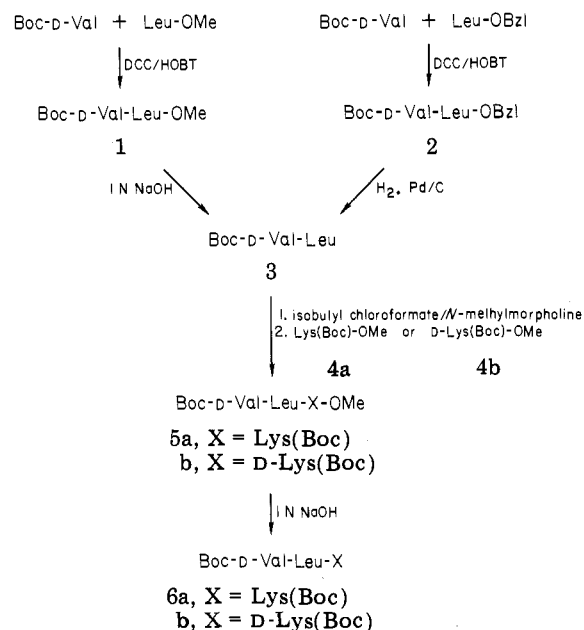 Boc-D-Val + Leu-OMe
Boc-D-Val + Leu-OBzl
DCC/HOBT
DCC/HOBT
Boc-D-Val-Leu-OMe
Boc-D-Val-Leu-OBzl
1
2
1 N NaOH
H2, Pd/C
Boc-D-Val-Leu
3
1. isobutyl chloroformate/N-methylmorpholine
2. Lys(Boc)-OMe or D-Lys(Boc)-OMe
4a
4b
Boc-D-Val-Leu-X-OMe
5a, X = Lys(Boc)
b, X = D-Lys(Boc)
1 N NaOH
Boc-D-Val-Leu-X
6a, X = Lys(Boc)
b, X = D-Lys(Boc)